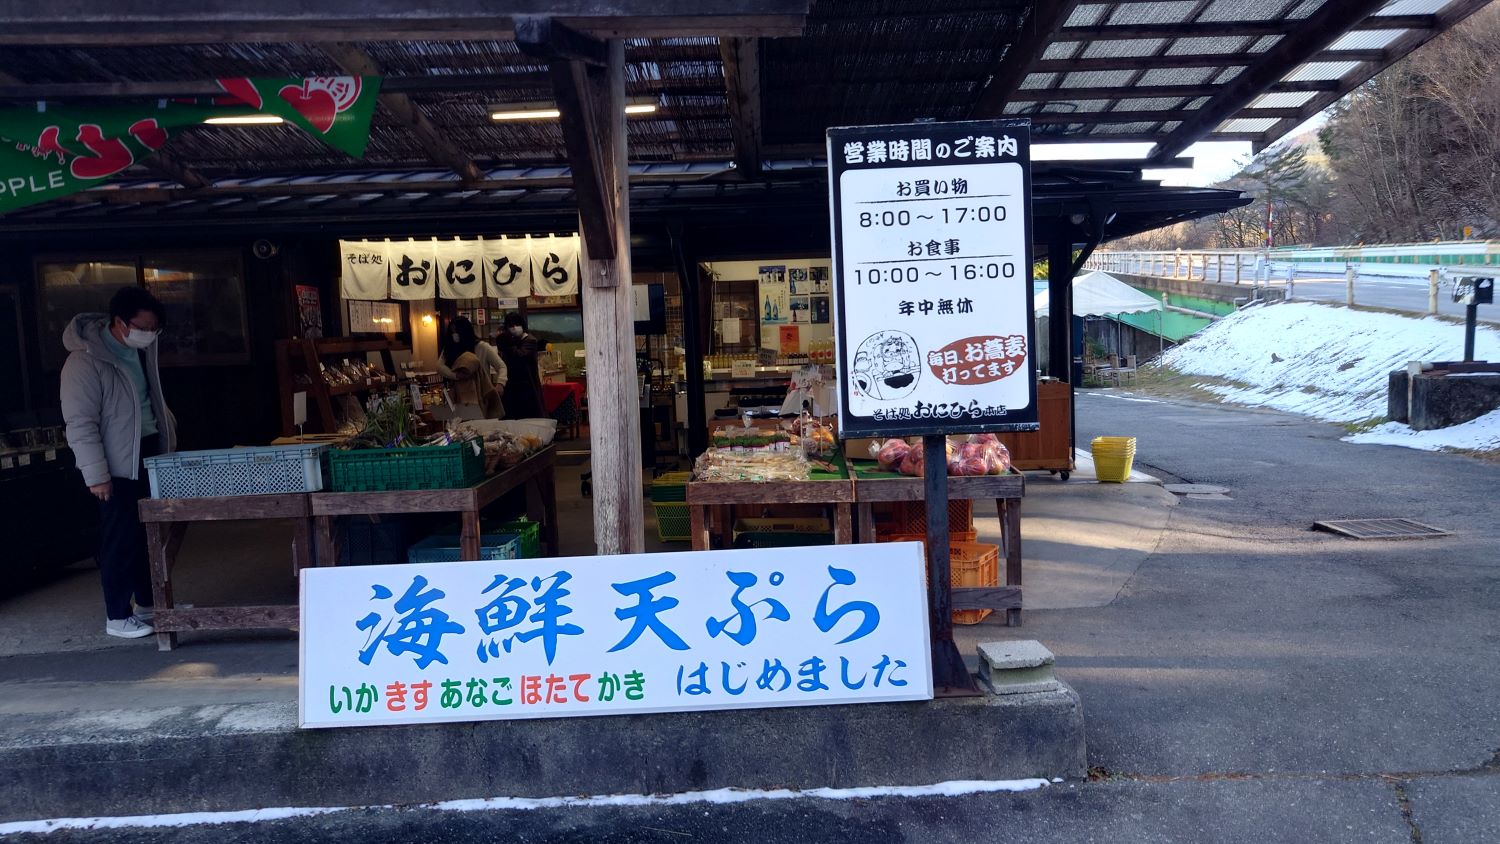 PPLE
そば処 おにひら
営業時間のご案内
お買い物
8:00～17:00
お食事
10:00～16:00
年中無休
毎日、お蕎麦
打ってます
そば処 おにひら 本店
海鮮 天ぷら
いか きす あなご ほたて かき はじめました